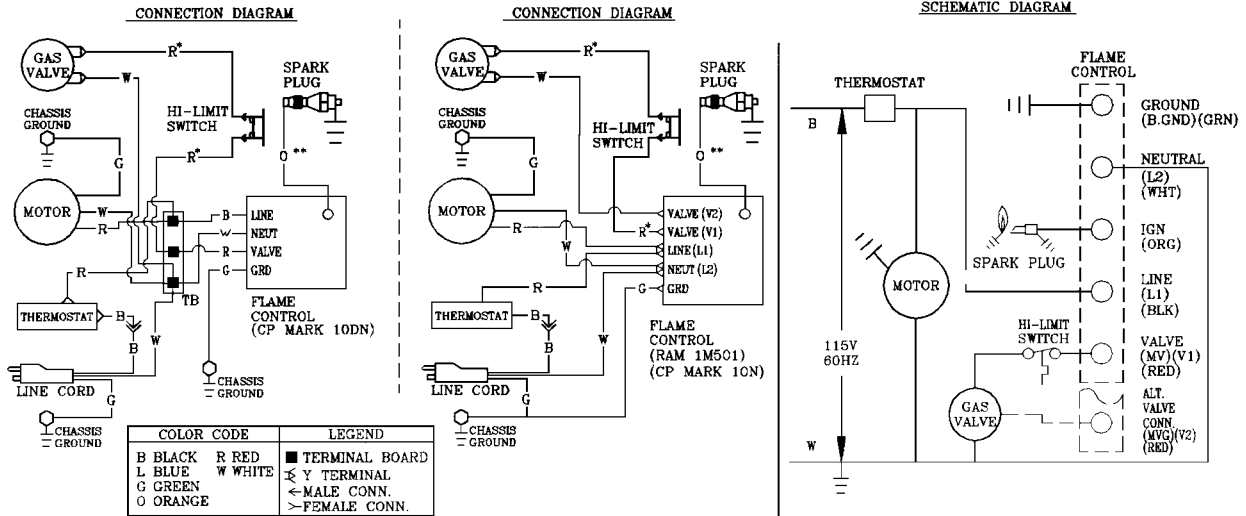 CONNECTION DIAGRAM
GAS
VALVE
R*
W
SPARK
PLUG
CHASSIS
GROUND
HI-LIMIT
SWITCH
G
R*
O **
MOTOR
W
R
B
LINE
W
NEUT
R
VALVE
G
GRD
R
TB
THERMOSTAT
B
B
W
FLAME
CONTROL
(CP MARK 10DN)
LINE CORD
G
CHASSIS
GROUND
CHASSIS
GROUND
CONNECTION DIAGRAM
GAS
VALVE
R*
W
SPARK
PLUG
CHASSIS
GROUND
HI-LIMIT
SWITCH
G
O **
MOTOR
VALVE (V2)
R*
VALVE (V1)
R
LINE (L1)
W
NEUT (L2)
R
G
GRD
THERMOSTAT
B
B
W
FLAME
CONTROL
(RAM 1M501)
(CP MARK 10N)
LINE CORD
G
CHASSIS
GROUND
COLOR CODE
B BLACK R RED
L BLUE W WHITE
G GREEN
O ORANGE
LEGEND
TERMINAL BOARD
Y TERMINAL
MALE CONN.
FEMALE CONN.
SCHEMATIC DIAGRAM
FLAME
CONTROL
THERMOSTAT
B
GROUND
(B.GND)(GRN)
NEUTRAL
(L2)
(WHT)
IGN
(ORG)
SPARK PLUG
MOTOR
LINE
(L1)
(BLK)
115V
60HZ
HI-LIMIT
SWITCH
VALVE
(MV)(V1)
(RED)
GAS
VALVE
ALT.
VALVE
CONN.
(MVG)(V2)
(RED)
W